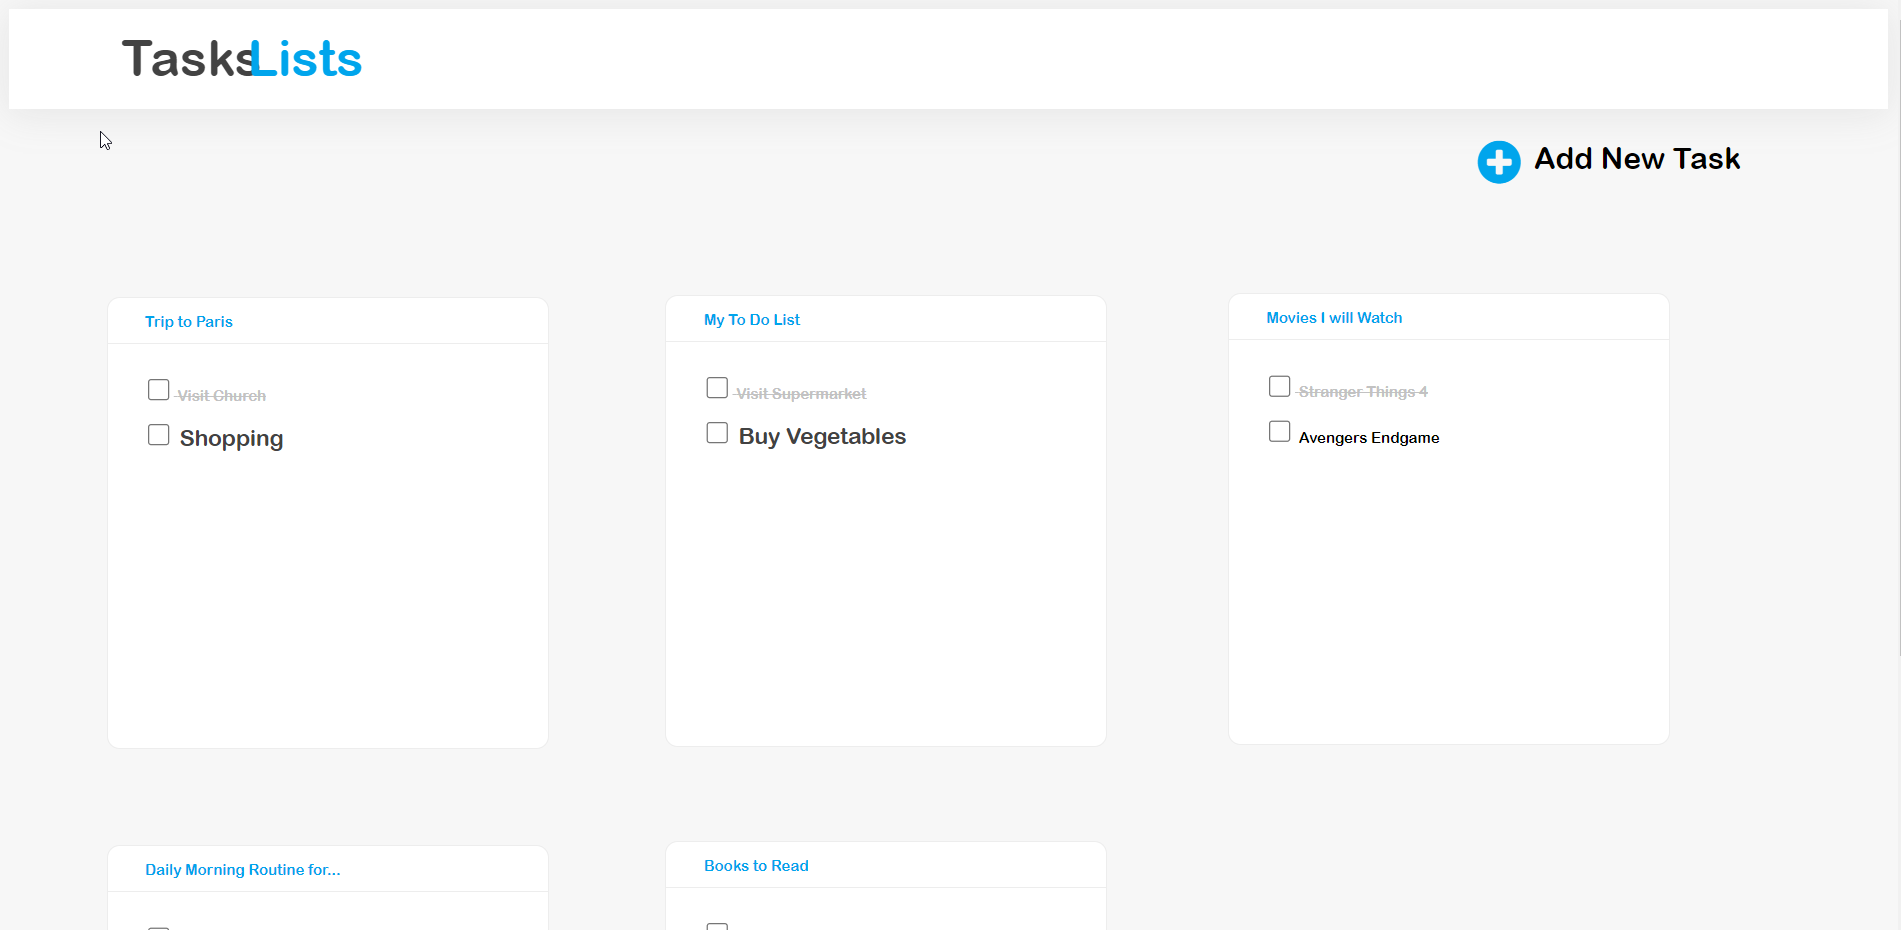 TasksLists
Add New Task
Trip to Paris
Visit Church
Shopping
My To Do List
Visit Supermarket
Buy Vegetables
Movies I will Watch
Stranger Things 4
Avengers Endgame
Daily Morning Routine for...
Books to Read